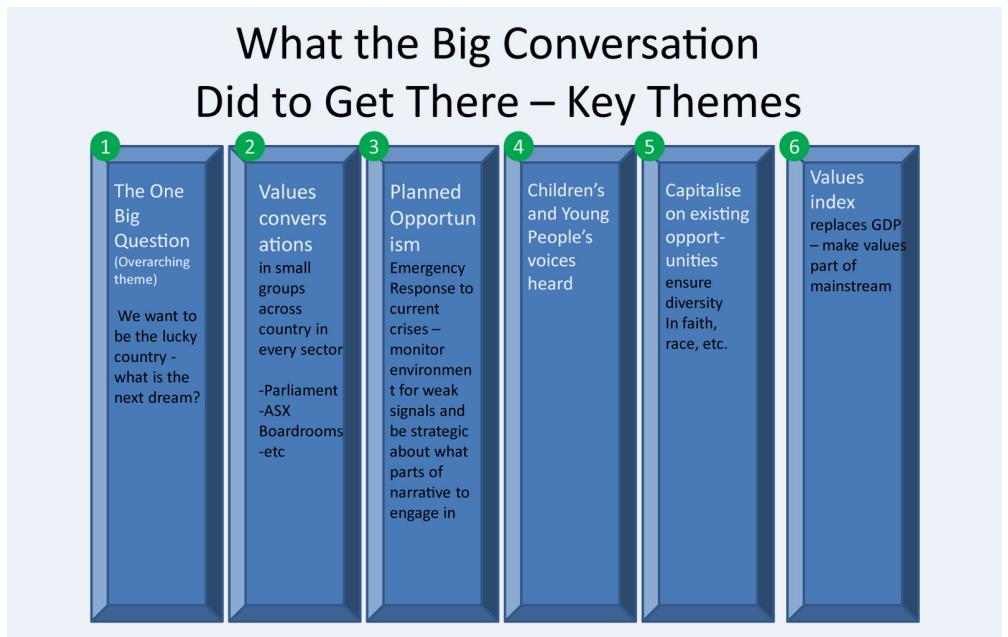 What the Big Conversation
Did to Get There – Key Themes
1
The One
Big
Question
(Overarching
theme)
We want to
be the lucky
country -
what is the
next dream?
2
Values
convers
ations
in small
groups
across
country in
every sector
-Parliament
-ASX
Boardrooms
-etc
3
Planned
Opportun
ism
Emergency
Response to
current
crises –
monitor
environmen
t for weak
signals and
be strategic
about what
parts of
narrative to
engage in
4
Children's
and Young
People's
voices
heard
5
Capitalise
on existing
opport-
unities
ensure
diversity
In faith,
race, etc.
6
Values
index
replaces GDP
– make values
part of
mainstream